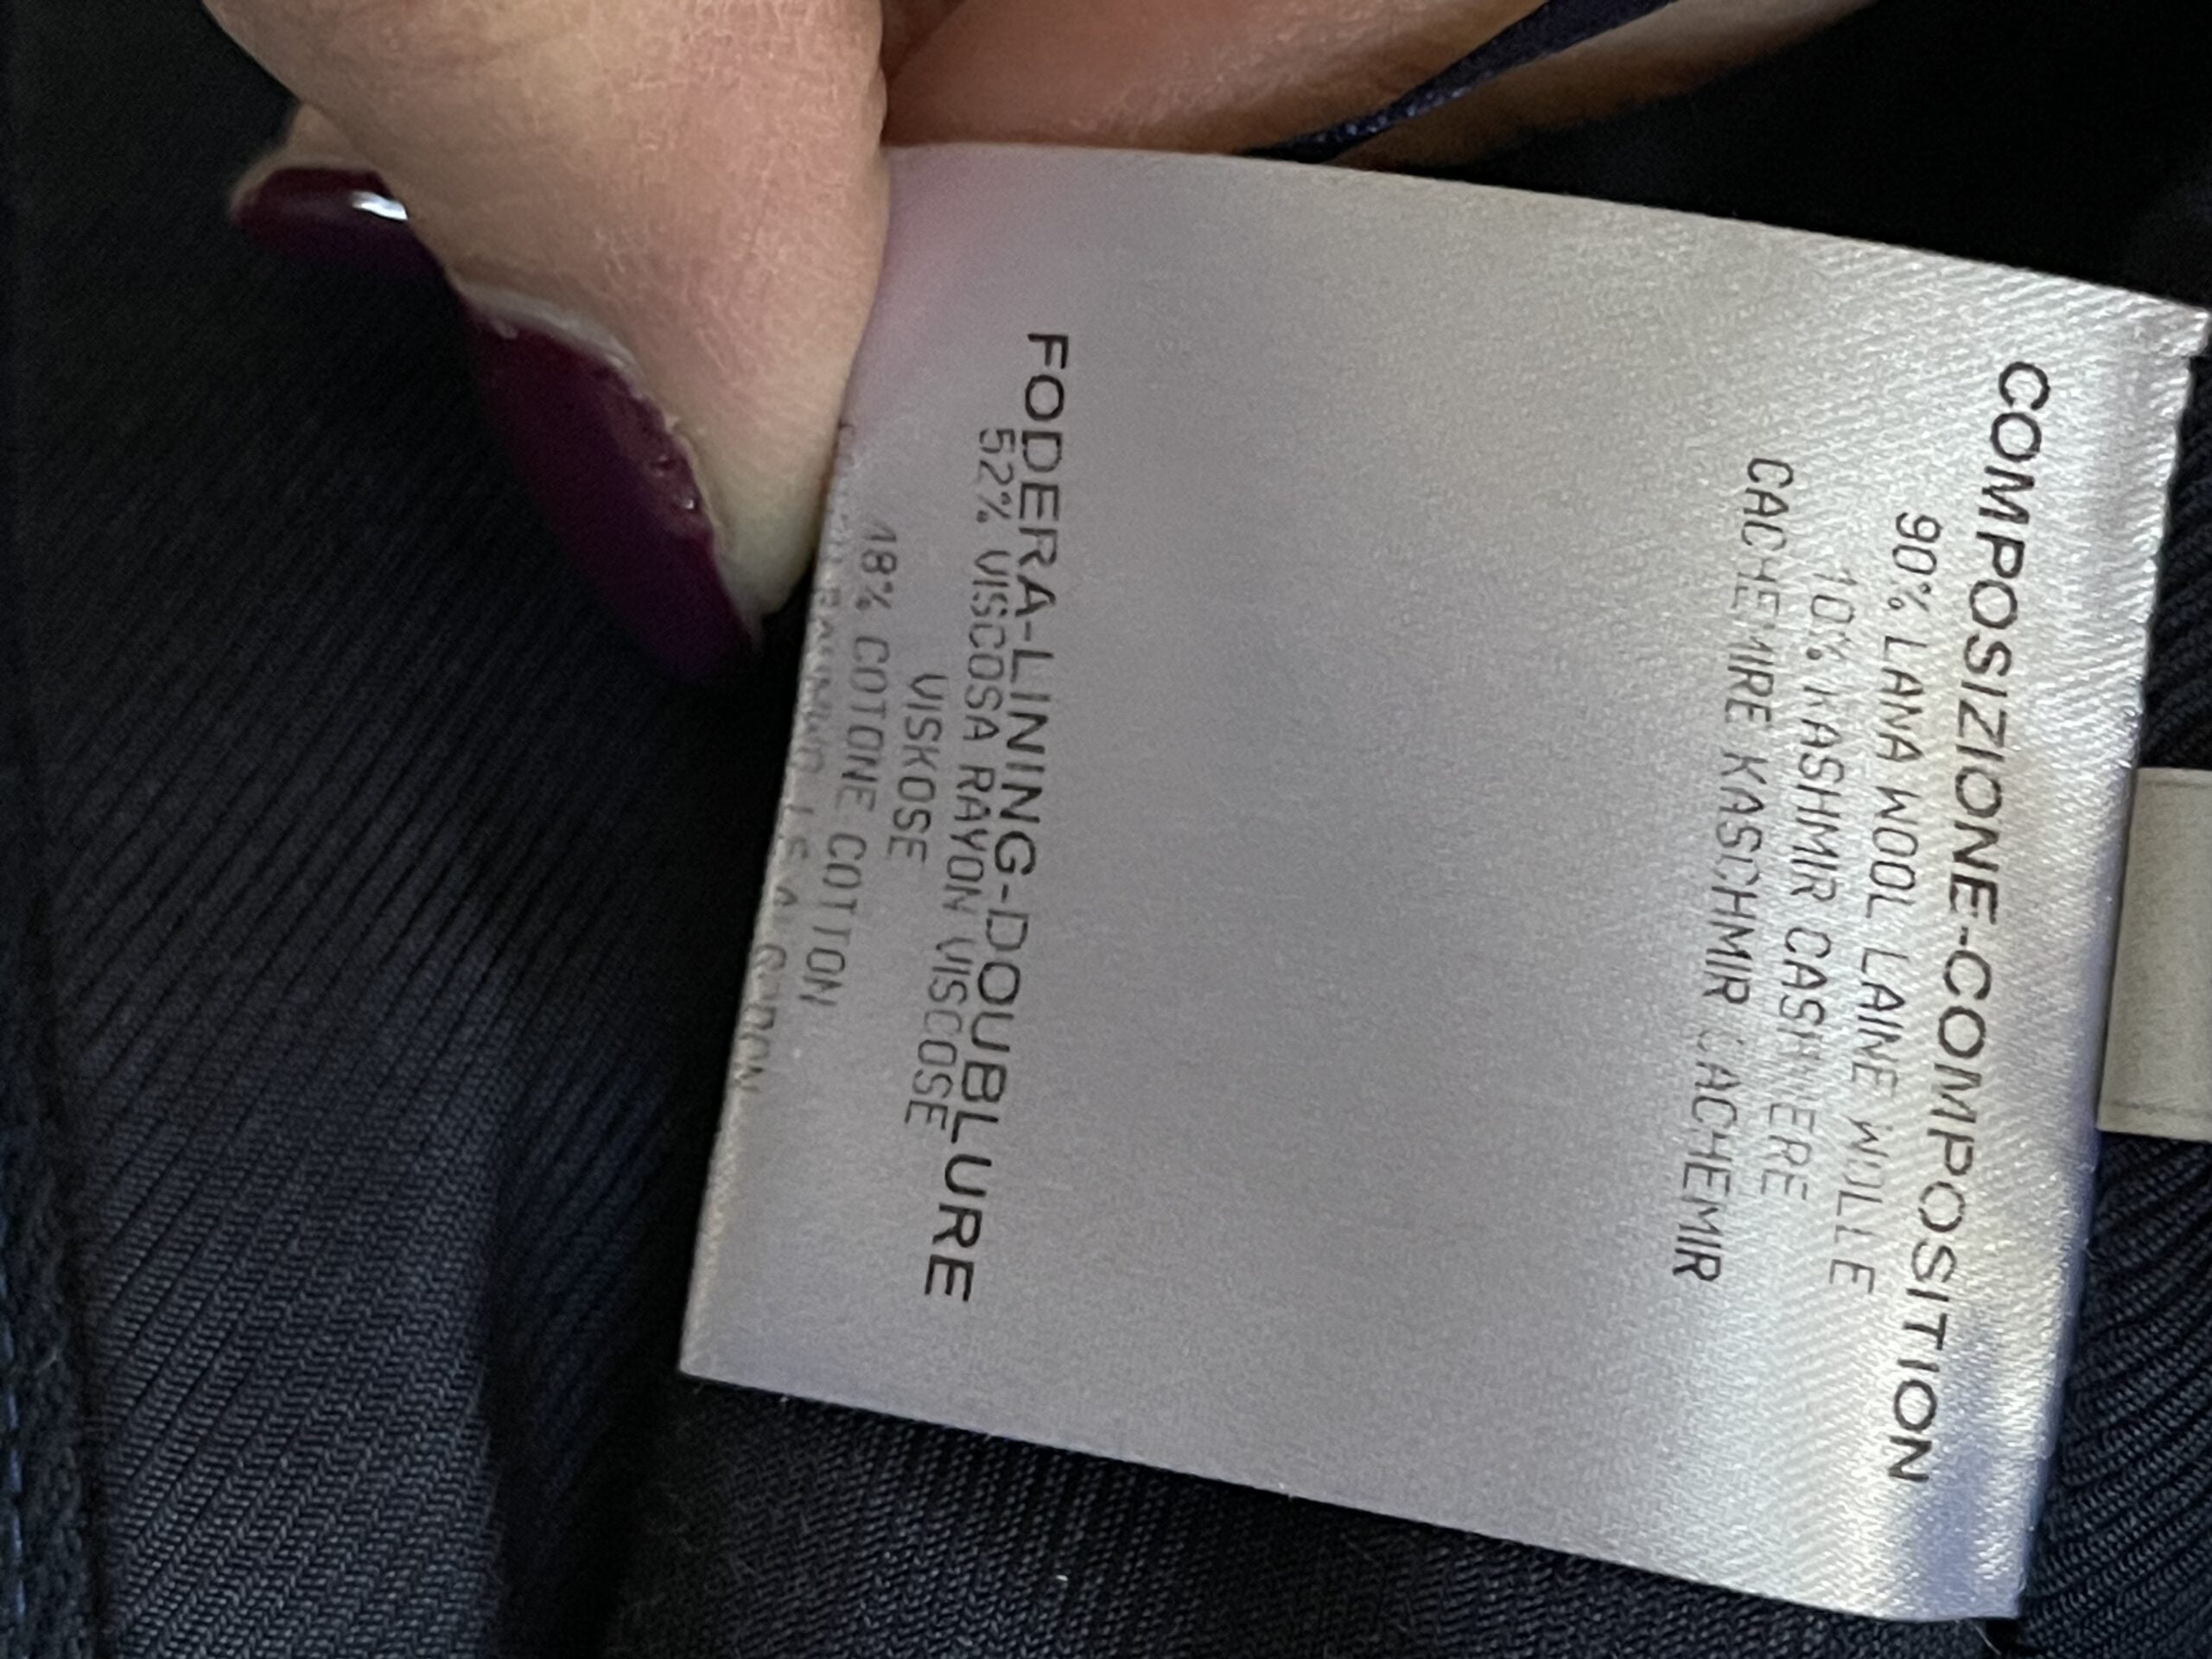 COMPOSIZIONE-COMPOSITION
90% LANA WOOL LAINE WOLLE
10% KASHMIR CASHMERE
CACHEMIRE KASCHMIR CACHEMIR
FODERA-LINING-DOUBLURE
52% VISCOSA RAYON VISCOSE
VISKOSE
48% COTONE COTTON